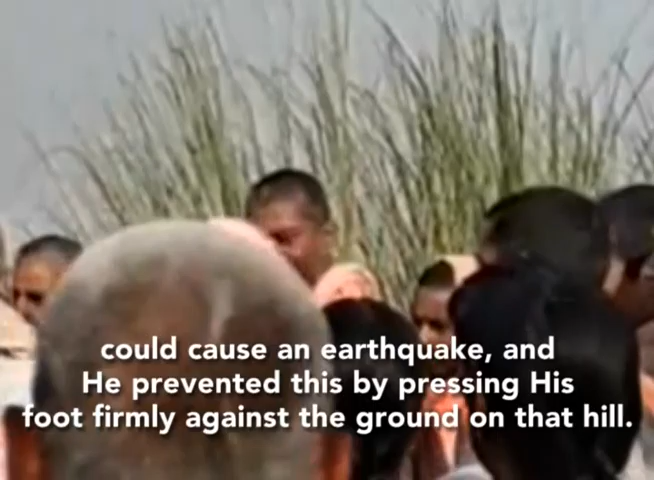 could cause an earthquake, and
He prevented this by pressing His
foot firmly against the ground on that hill.